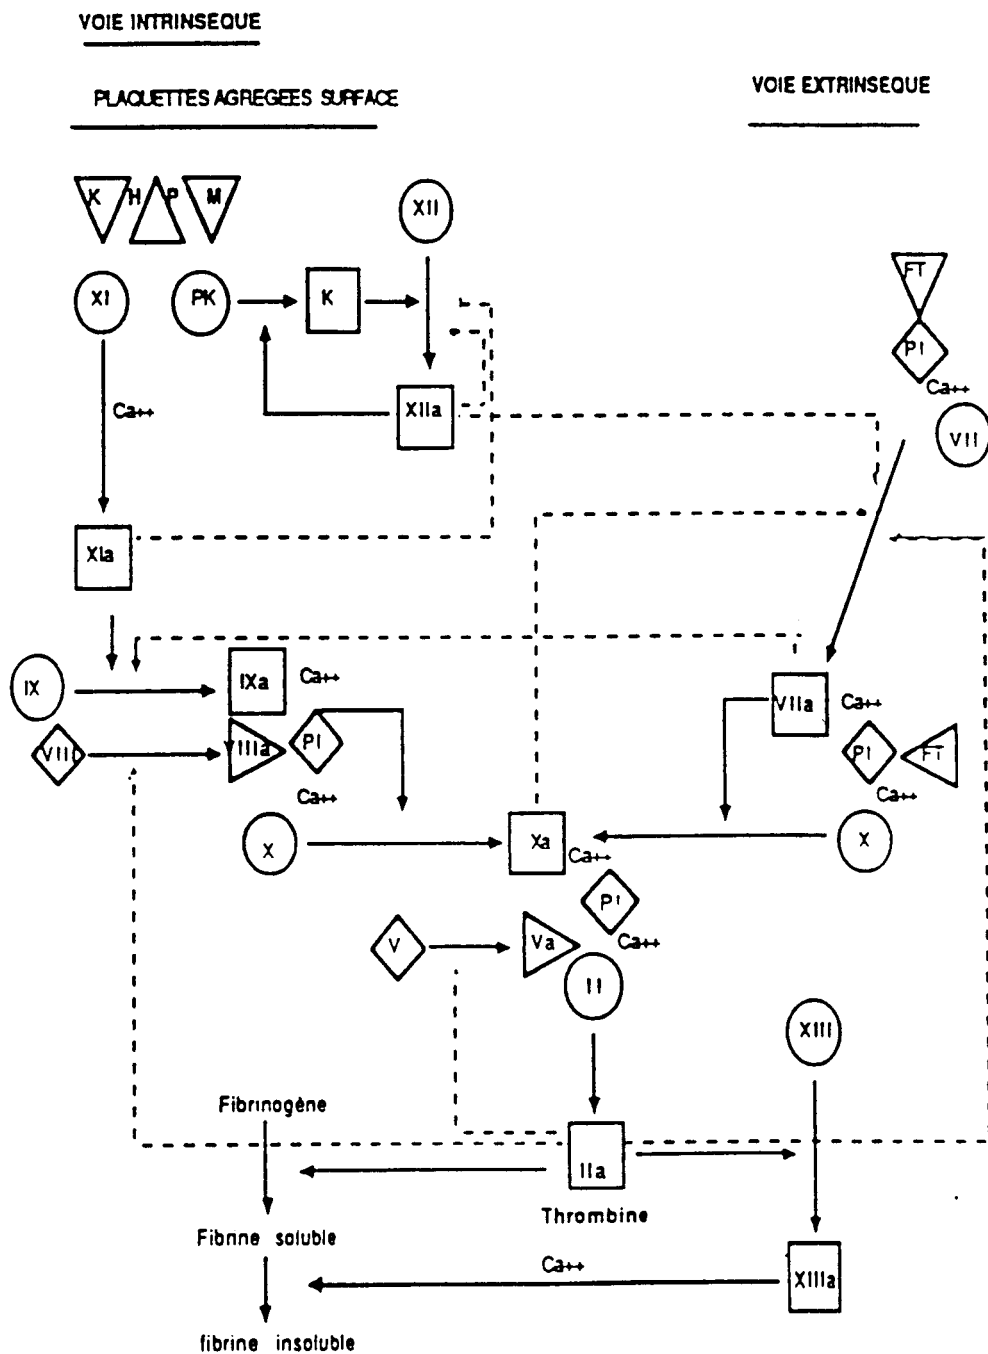 VOIE INTRINSEQUE
PLAQUETTES AGREGEES SURFACE
VOIE EXTRINSEQUE
K H P M
XII
FT
XI
PK
K
PI
Ca++
XIIa
Ca++
VII
XIa
IX
IXa
Ca++
VIIa
Ca++
VIII
VIIIa
PI
PI
FT
Ca++
Ca++
X
Xa
X
Ca++
PI
V
Va
Ca++
II
XIII
Fibrinogène
IIa
Thrombine
Fibrine soluble
Ca++
XIIIa
fibrine insoluble